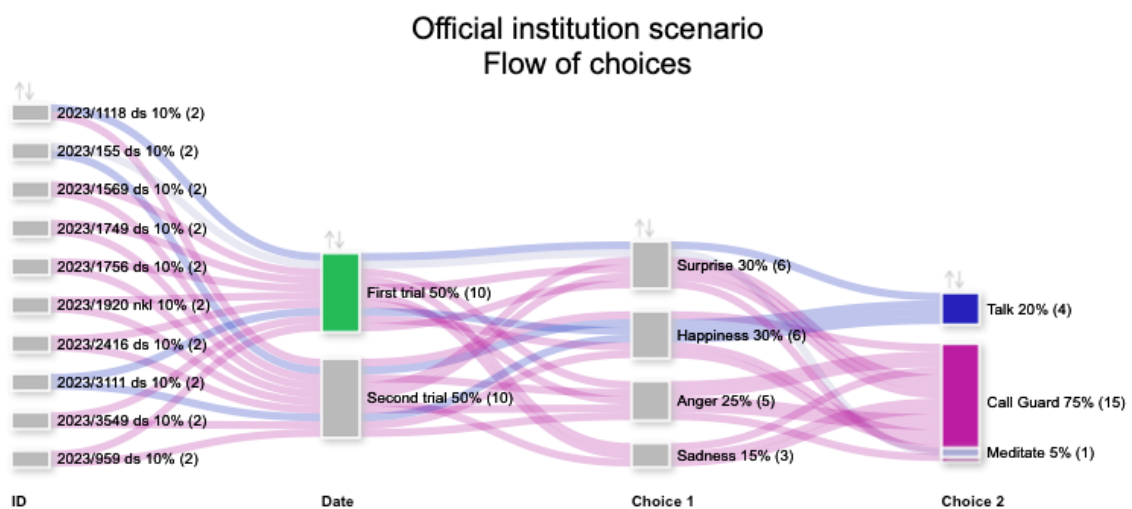 Official institution scenario
Flow of choices
2023/1118 ds 10% (2)
2023/155 ds 10% (2)
2023/1569 ds 10% (2)
2023/1749 ds 10% (2)
2023/1756 ds 10% (2)
2023/1920 nkl 10% (2)
2023/2416 ds 10% (2)
2023/3111 ds 10% (2)
2023/3549 ds 10% (2)
2023/959 ds 10% (2)
First trial 50% (10)
Second trial 50% (10)
Surprise 30% (6)
Happiness 30% (6)
Anger 25% (5)
Sadness 15% (3)
Talk 20% (4)
Call Guard 75% (15)
Meditate 5% (1)
ID
Date
Choice 1
Choice 2